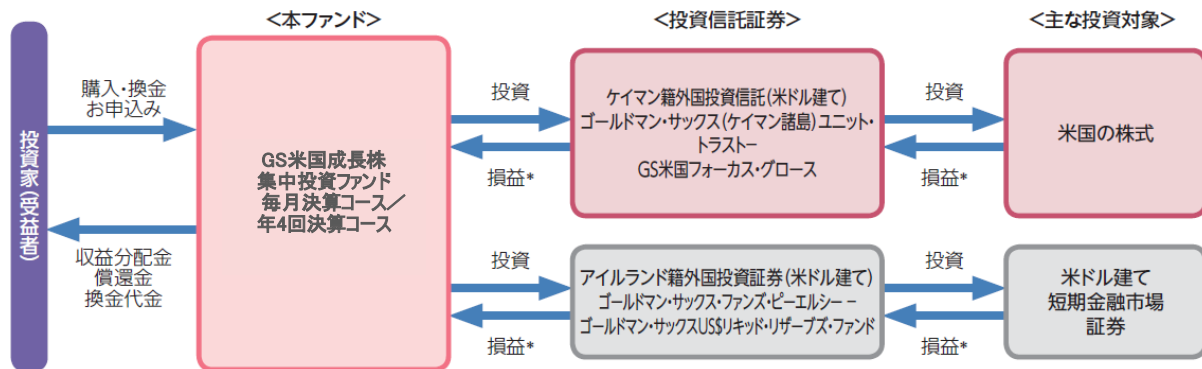 <本ファンド>
<投資信託証券>
<主な投資対象>
投資家(受益者)
購入・換金
お申込み
収益分配金
償還金
換金代金
GS米国成長株
集中投資ファンド
毎月決算コース/
年4回決算コース
投資
損益*
ケイマン籍外国投資信託(米ドル建て)
ゴールドマン・サックス(ケイマン諸島)ユニット・
トラストー
GS米国フォーカス・グロース
投資
損益*
米国の株式
投資
損益*
アイルランド籍外国投資証券(米ドル建て)
ゴールドマン・サックス・ファンズ・ピーエルシー −
ゴールドマン・サックスUS$リキッド・リザーブズ・ファンド
投資
損益*
米ドル建て
短期金融市場
証券